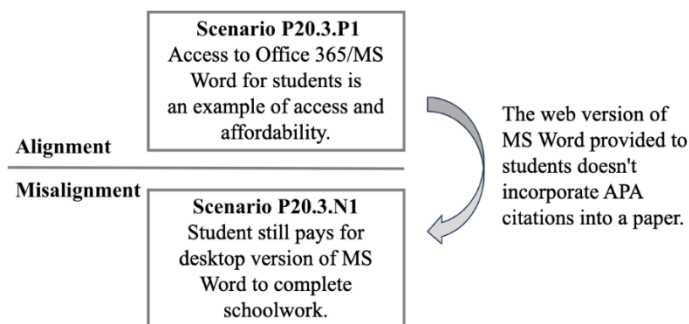 Scenario P20.3.P1
Access to Office 365/MS
Word for students is
an example of access and
affordability.
Alignment
The web version of
MS Word provided to
students doesn't
incorporate APA
citations into a paper.
Misalignment
Scenario P20.3.N1
Student still pays for
desktop version of MS
Word to complete
schoolwork.